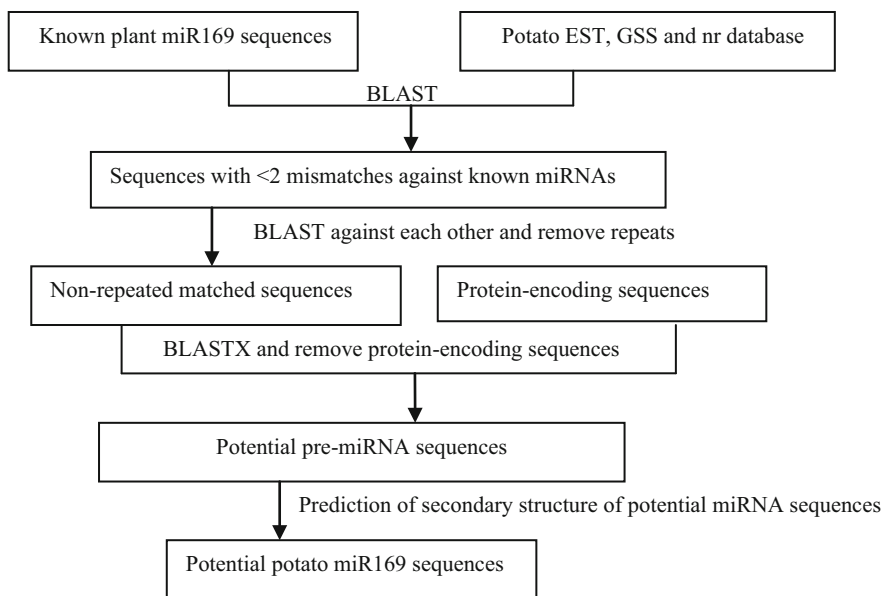 Known plant miR169 sequences
Potato EST, GSS and nr database
BLAST
Sequences with <2 mismatches against known miRNAs
BLAST against each other and remove repeats
Non-repeated matched sequences
Protein-encoding sequences
BLASTX and remove protein-encoding sequences
Potential pre-miRNA sequences
Prediction of secondary structure of potential miRNA sequences
Potential potato miR169 sequences